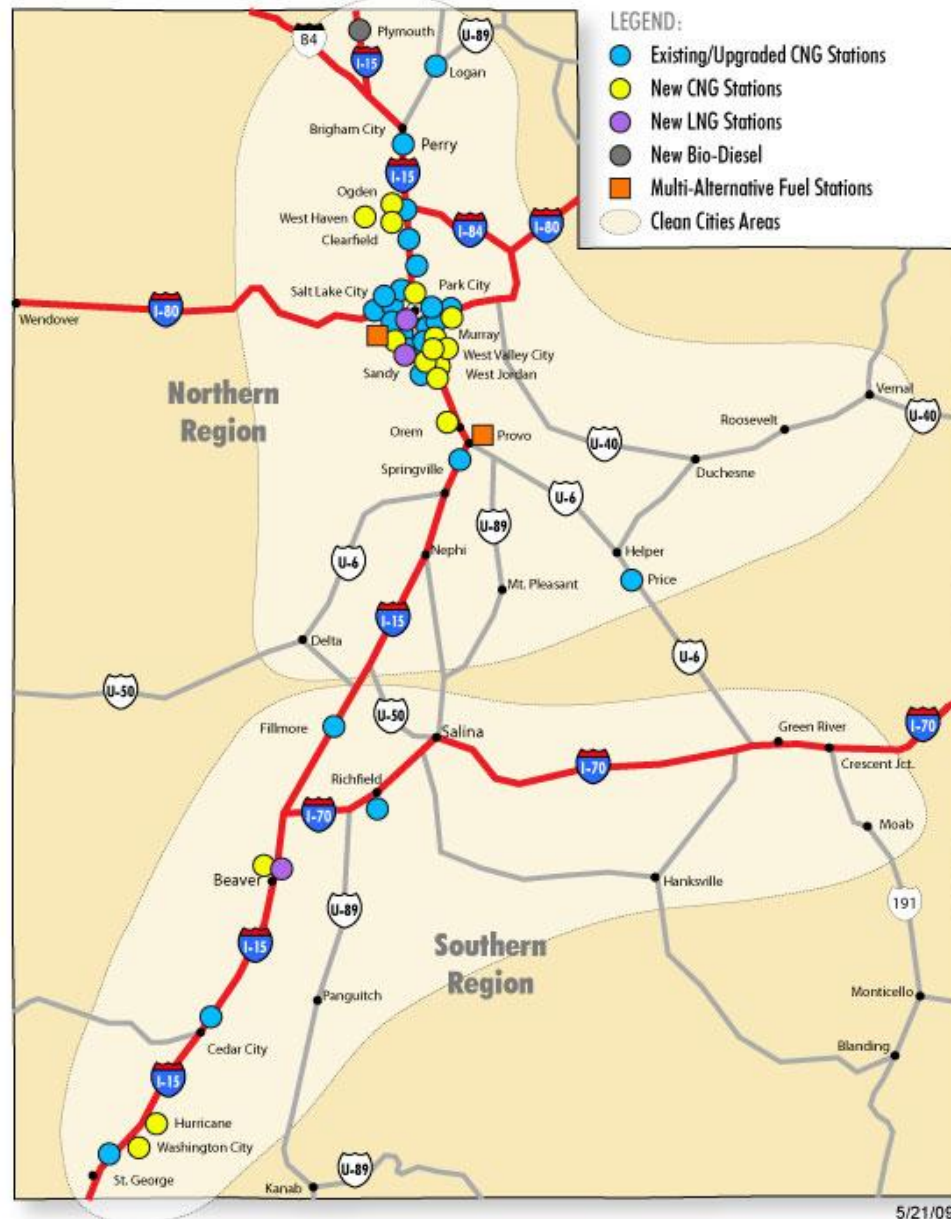 LEGEND:
Existing/Upgraded CNG Stations
New CNG Stations
New LNG Stations
New Bio-Diesel
Multi-Alternative Fuel Stations
Clean Cities Areas
84
Plymouth
U-89
I-15
Logan
Brigham City
Perry
I-15
Ogden
West Haven
I-84
I-80
Clearfield
Salt Lake City
Park City
I-80
Wendover
Murray
West Valley City
Sandy
West Jordan
Northern
Region
Vernal
U-40
Roosevelt
Orem
Provo
U-40
Springville
Duchesne
U-6
U-89
U-6
Nephi
Helper
Mt. Pleasant
Price
I-15
Delta
U-6
U-50
U-50
Fillmore
Salina
Green River
I-70
I-70
Crescent Jct.
Richfield
I-70
Moab
Beaver
Hanksville
U-89
191
I-15
Southern
Region
Panguitch
Monticello
Cedar City
Blanding
I-15
Hurricane
Washington City
St. George
U-89
Kanab
5/21/09